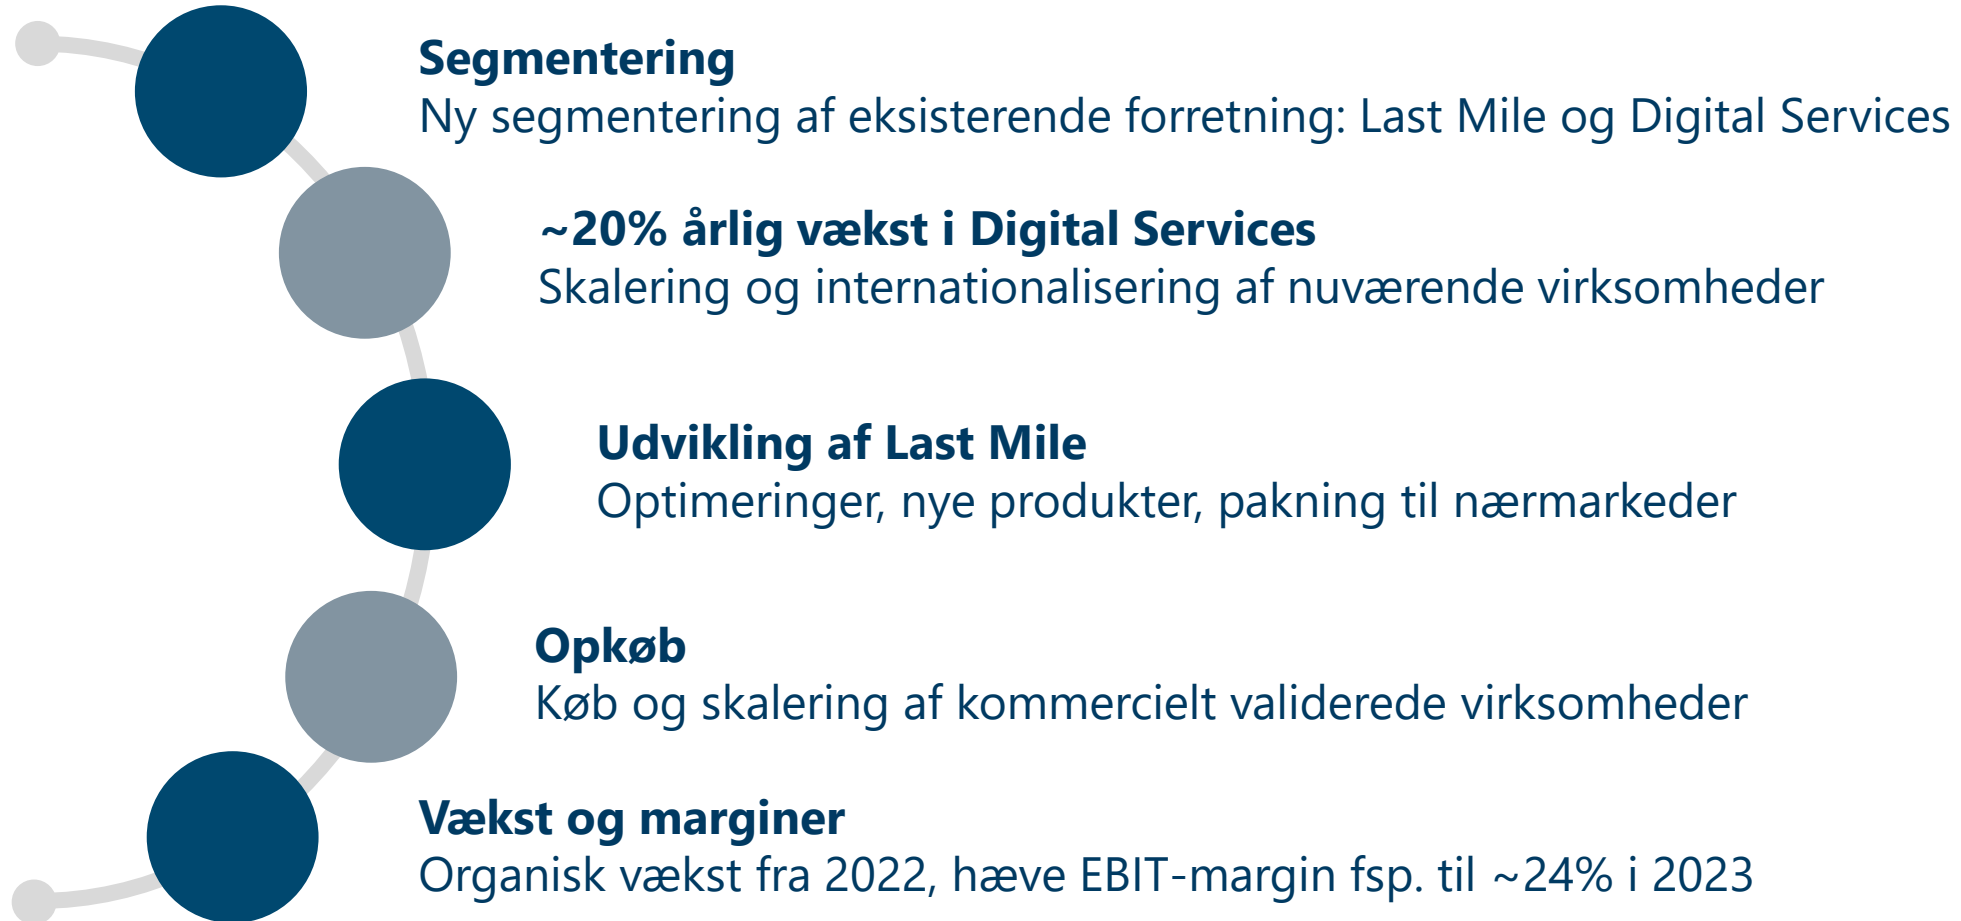 Segmentering
Ny segmentering af eksisterende forretning: Last Mile og Digital Services
~20% årlig vækst i Digital Services
Skalering og internationalisering af nuværende virksomheder
Udvikling af Last Mile
Optimeringer, nye produkter, pakning til nærmarkeder
Opkøb
Køb og skalering af kommercielt validerede virksomheder
Vækst og marginer
Organisk vækst fra 2022, hæve EBIT-margin fsp. til ~24% i 2023